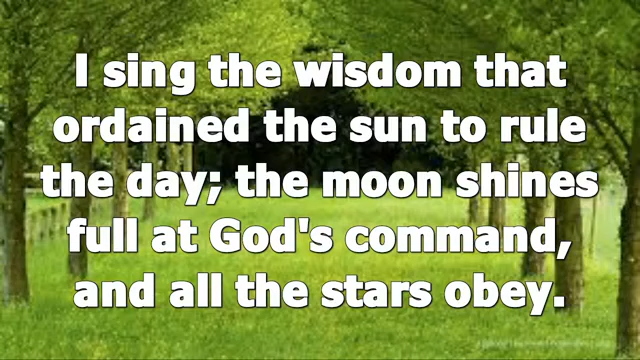 I sing the wisdom that
ordained the sun to rule
the day; the moon shines
full at God's command,
and all the stars obey.